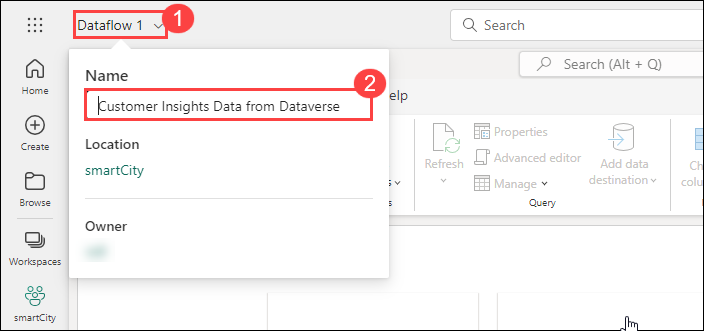 Dataflow 1
1
Search
Name
2
Customer Insights Data from Dataverse
Location
smartCity
Owner
Home
Create
Browse
Workspaces
smartCity
Search (Alt + Q)
elp
Refresh
Properties
Advanced editor
Manage
Add data
destination
Query
Ch
colu